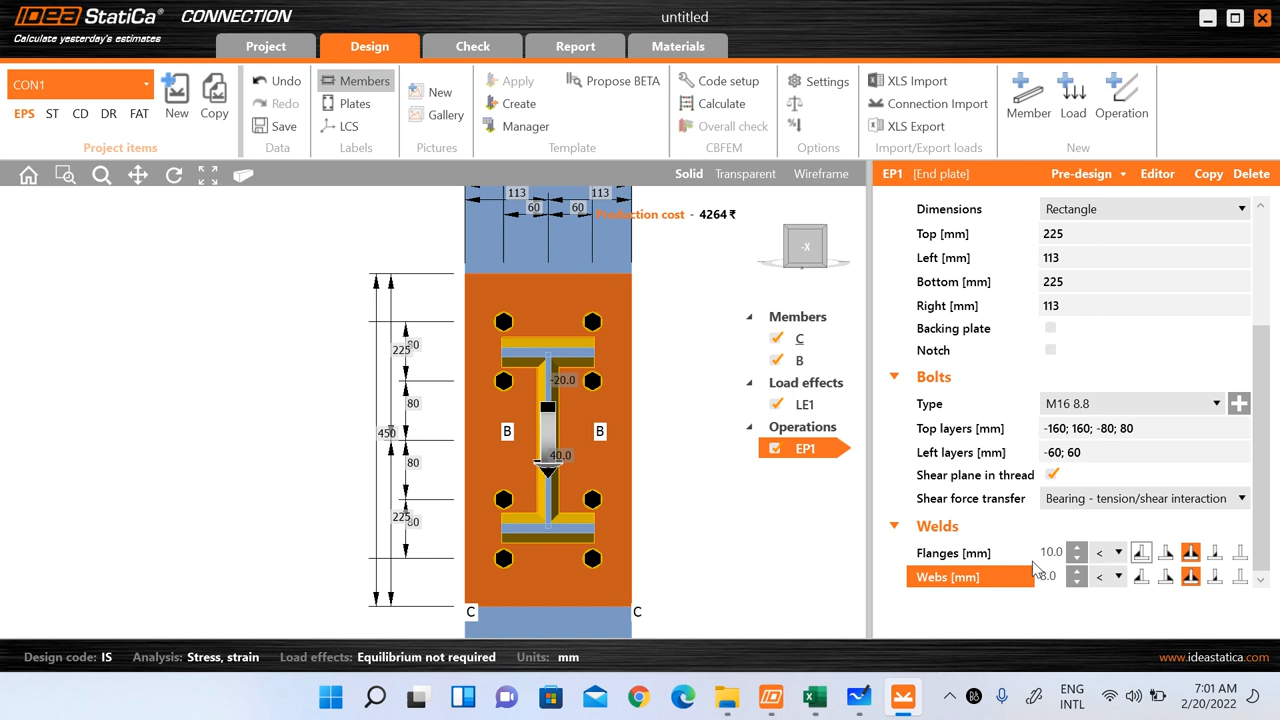 IDEA StatiCa® CONNECTION
untitled
Calculate yesterday's estimates
Project
Design
Check
Report
Materials
CON1
EPS ST CD DR FAT
New
Copy
Project items
Undo
Redo
Save
Data
Members
Plates
LCS
Labels
New
Gallery
Pictures
Apply
Propose BETA
Create
Manager
Template
Code setup
Calculate
Overall check
CBFEM
Settings
Options
XLS Import
Connection Import
XLS Export
Import/Export loads
Member
Load
Operation
New
Solid Transparent Wireframe
EP1 [End plate]
Pre-design
Editor
Copy
Delete
113 113
60 60
Production cost - 4264 ₹
-X
225
80
80
450
80
225
80
-20.0
40.0
B B
C C
Members
C
B
Load effects
LE1
Operations
EP1
Dimensions Rectangle
Top [mm] 225
Left [mm] 113
Bottom [mm] 225
Right [mm] 113
Backing plate
Notch
Bolts
Type M16 8.8
Top layers [mm] -160; 160; -80; 80
Left layers [mm] -60; 60
Shear plane in thread
Shear force transfer Bearing - tension/shear interaction
Welds
Flanges [mm] 10.0 <
Webs [mm] 8.0 <
Design code: IS Analysis: Stress, strain Load effects: Equilibrium not required Units: mm
www.ideastatica.com
ENG
INTL
7:01 AM
2/20/2022